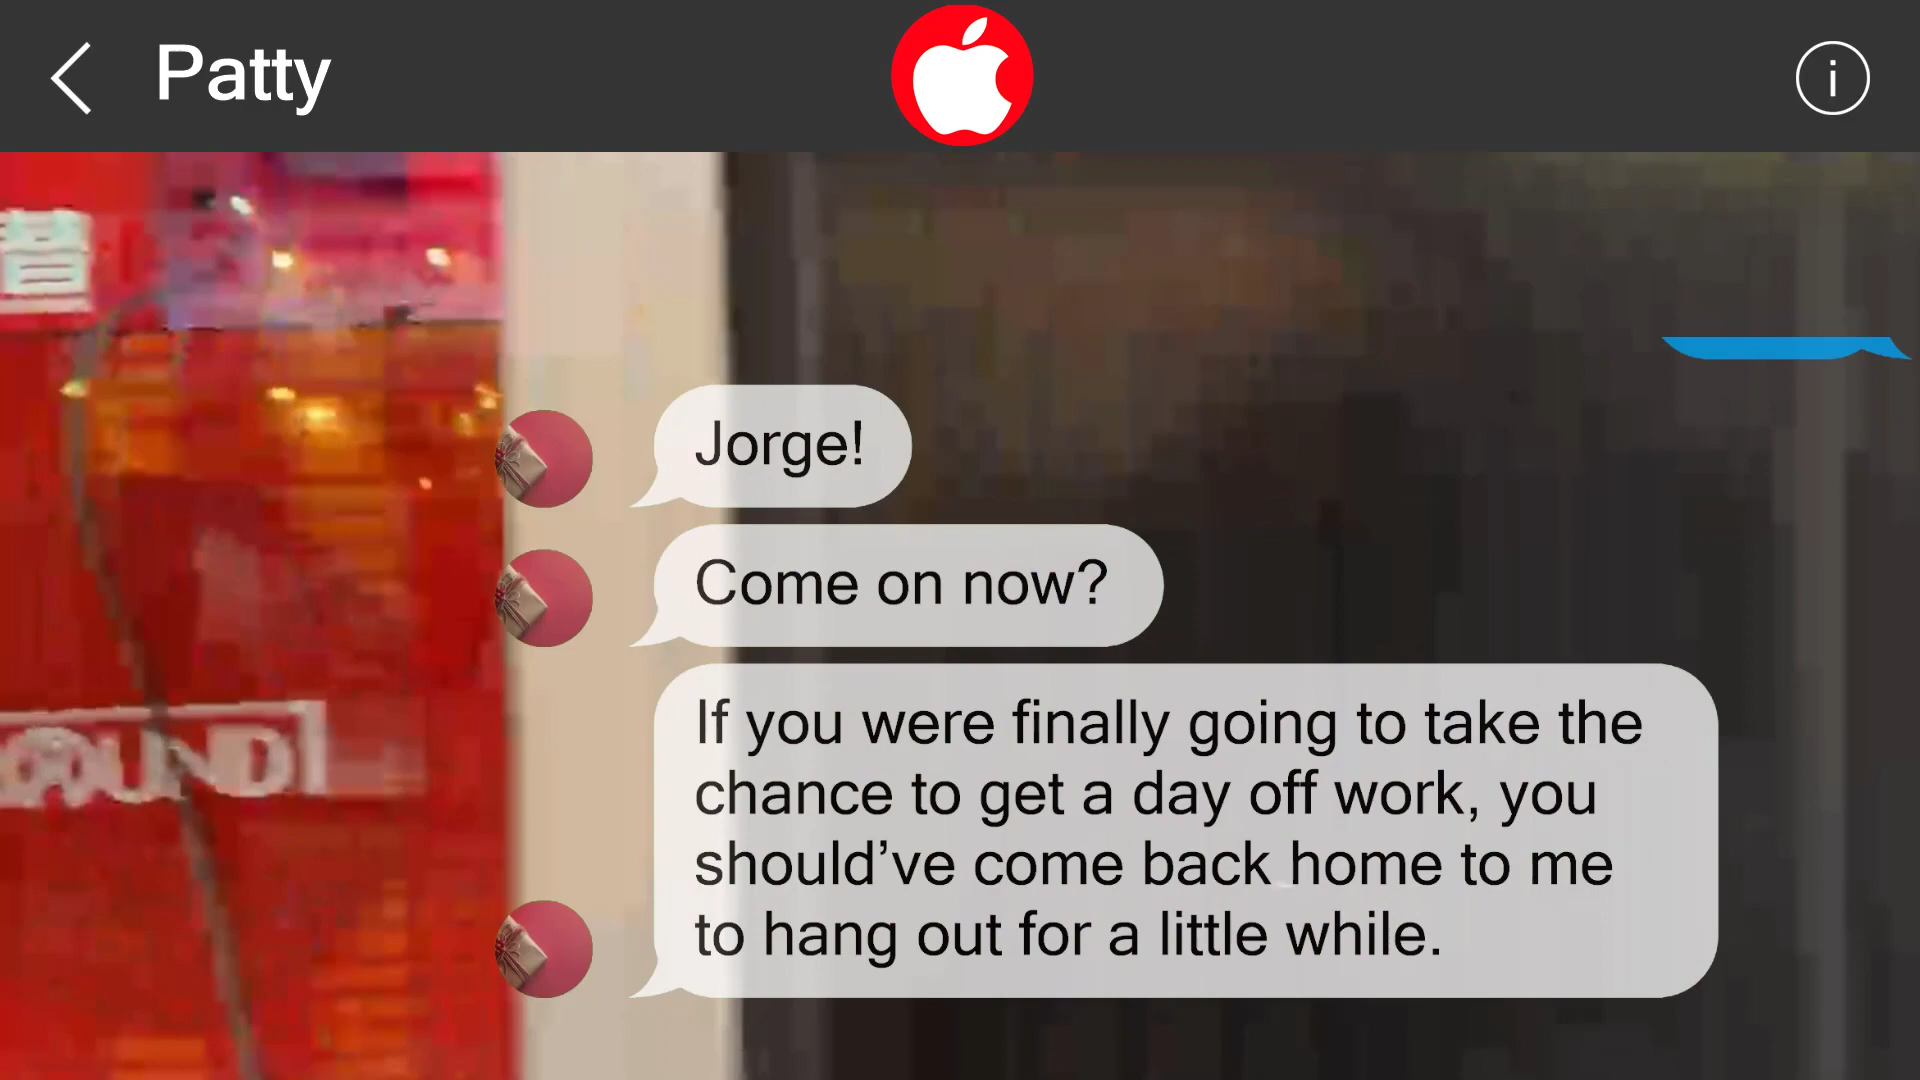 Patty
Jorge!
Come on now?
If you were finally going to take the
chance to get a day off work, you
should’ve come back home to me
to hang out for a little while.